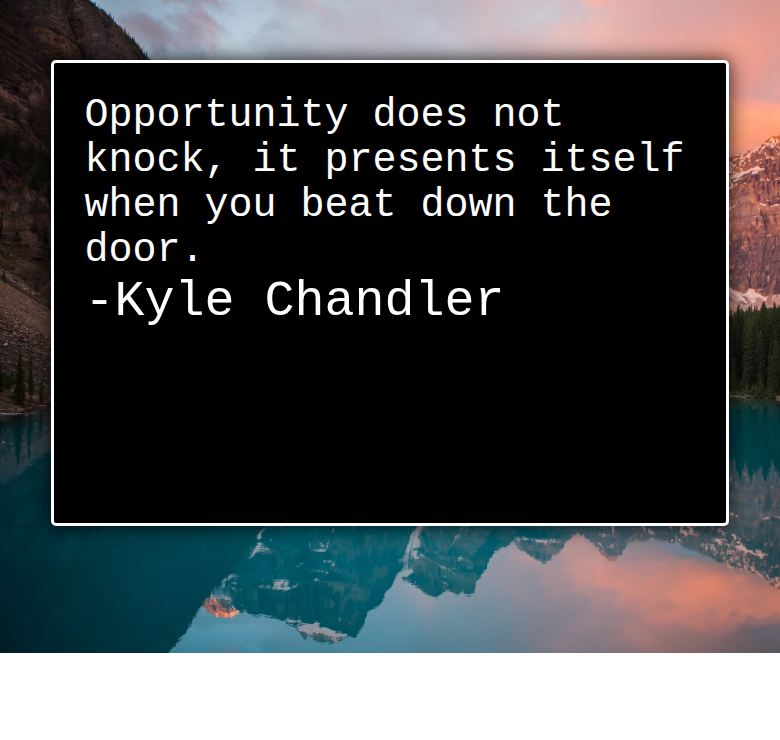 Opportunity does not
knock, it presents itself
when you beat down the
door.
-Kyle Chandler